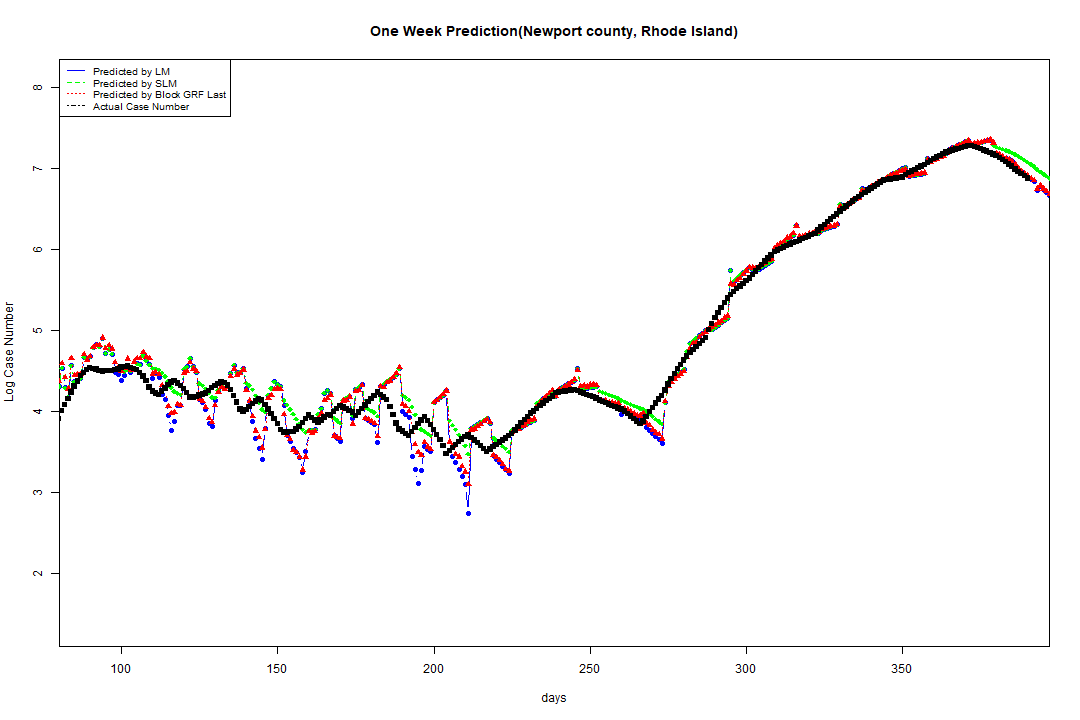 One Week Prediction(Newport county, Rhode Island)
Predicted by LM
Predicted by SLM
Predicted by Block GRF Last
Actual Case Number
8
7
6
5
4
3
2
Log Case Number
100 150 200 250 300 350
days